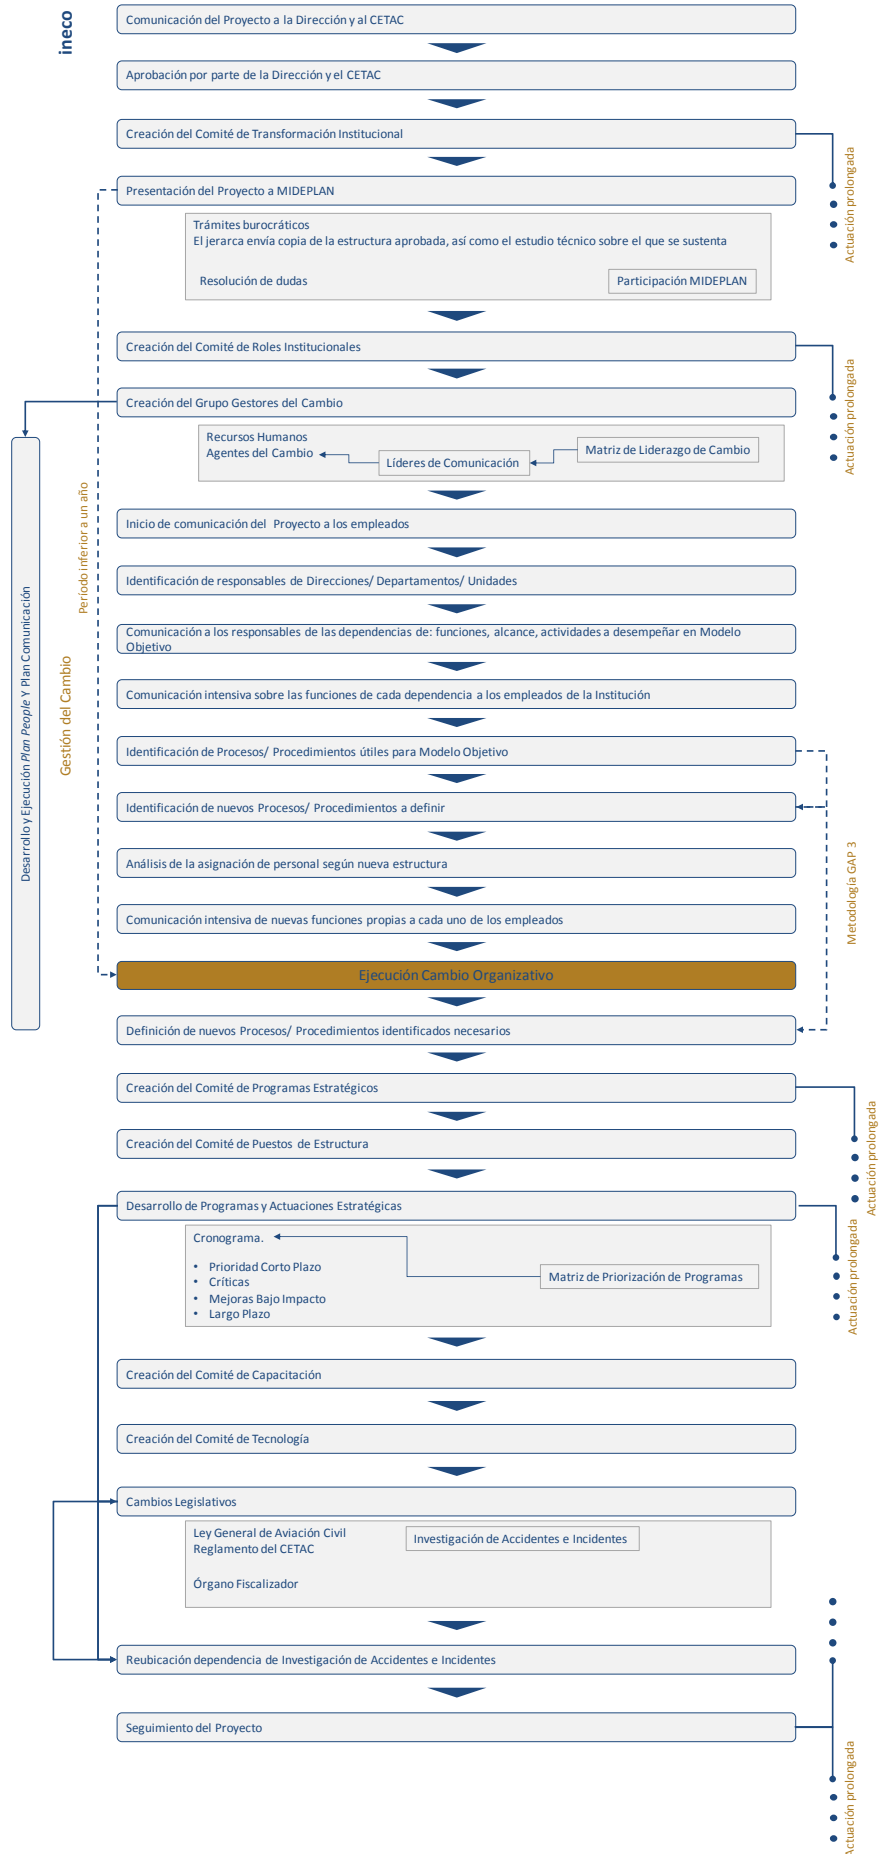 ineco
Comunicación del Proyecto a la Dirección y al CETAC
Aprobación por parte de la Dirección y el CETAC
Creación del Comité de Transformación Institucional
Actuación prolongada
Presentación del Proyecto a MIDEPLAN
Trámites burocráticos
El jerarca envía copia de la estructura aprobada, así como el estudio técnico sobre el que se sustenta
Resolución de dudas
Participación MIDEPLAN
Creación del Comité de Roles Institucionales
Actuación prolongada
Creación del Grupo Gestores del Cambio
Recursos Humanos
Agentes del Cambio
Líderes de Comunicación
Matriz de Liderazgo de Cambio
Desarrollo y Ejecución Plan People Y Plan Comunicación
Gestión del Cambio
Período inferior a un año
Inicio de comunicación del Proyecto a los empleados
Identificación de responsables de Direcciones/ Departamentos/ Unidades
Comunicación a los responsables de las dependencias de: funciones, alcance, actividades a desempeñar en Modelo
Objetivo
Comunicación intensiva sobre las funciones de cada dependencia a los empleados de la Institución
Identificación de Procesos/ Procedimientos útiles para Modelo Objetivo
Identificación de nuevos Procesos/ Procedimientos a definir
Metodología GAP 3
Análisis de la asignación de personal según nueva estructura
Comunicación intensiva de nuevas funciones propias a cada uno de los empleados
Ejecución Cambio Organizativo
Definición de nuevos Procesos/ Procedimientos identificados necesarios
Creación del Comité de Programas Estratégicos
Actuación prolongada
Creación del Comité de Puestos de Estructura
Desarrollo de Programas y Actuaciones Estratégicas
Actuación prolongada
Cronograma.
• Prioridad Corto Plazo
• Críticas
• Mejoras Bajo Impacto
• Largo Plazo
Matriz de Priorización de Programas
Creación del Comité de Capacitación
Creación del Comité de Tecnología
Cambios Legislativos
Ley General de Aviación Civil
Reglamento del CETAC
Investigación de Accidentes e Incidentes
Órgano Fiscalizador
Reubicación dependencia de Investigación de Accidentes e Incidentes
Seguimiento del Proyecto
Actuación prolongada